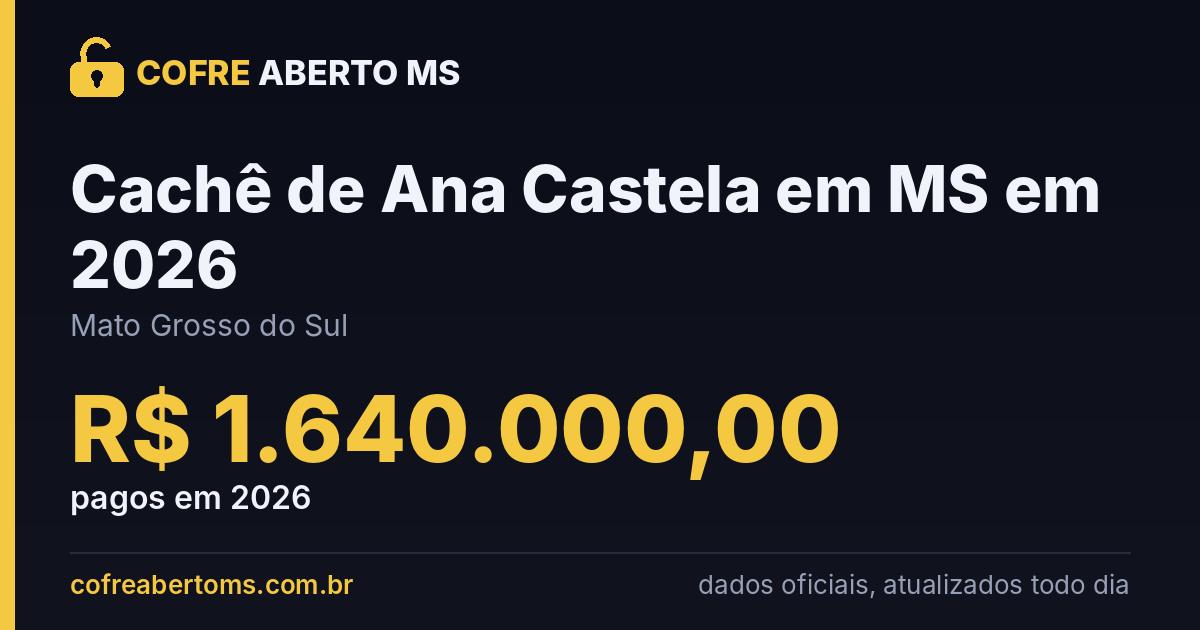 COFRE ABERTO MS
Cachê de Ana Castela em MS em
2026
Mato Grosso do Sul
R$ 1.640.000,00
pagos em 2026
cofreabertoms.com.br
dados oficiais, atualizados todo dia